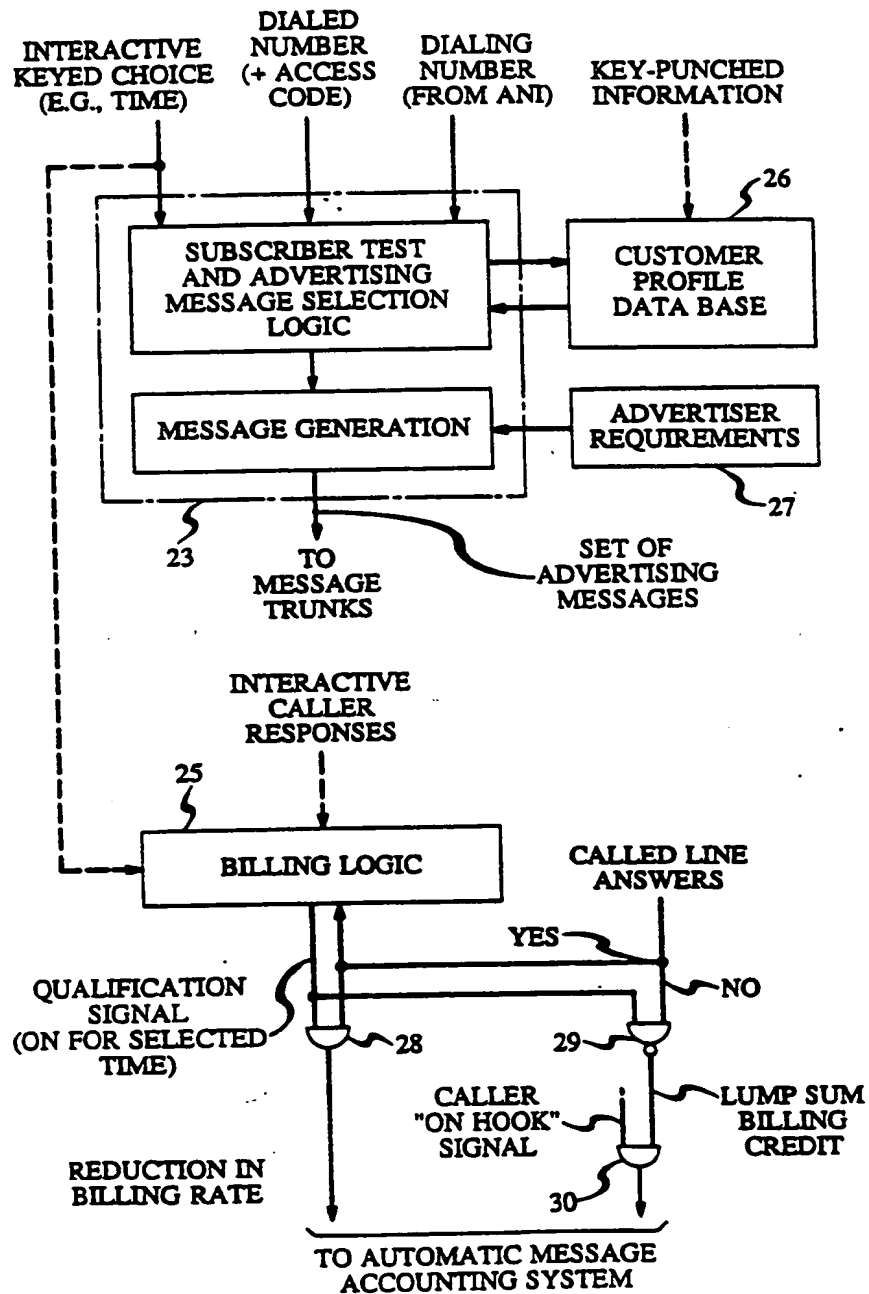 INTERACTIVE
KEYED CHOICE
(E.G., TIME)
DIALED
NUMBER
(+ ACCESS
CODE)
DIALING
NUMBER
(FROM ANI)
KEY-PUNCHED
INFORMATION
26
SUBSCRIBER TEST
AND ADVERTISING
MESSAGE SELECTION
LOGIC
CUSTOMER
PROFILE
DATA BASE
MESSAGE GENERATION
ADVERTISER
REQUIREMENTS
23
27
TO
MESSAGE
TRUNKS
SET OF
ADVERTISING
MESSAGES
INTERACTIVE
CALLER
RESPONSES
25
BILLING LOGIC
CALLED LINE
ANSWERS
YES
NO
QUALIFICATION
SIGNAL
(ON FOR SELECTED
TIME)
28
29
CALLER
"ON HOOK"
SIGNAL
LUMP SUM
BILLING
CREDIT
REDUCTION IN
BILLING RATE
30
TO AUTOMATIC MESSAGE
ACCOUNTING SYSTEM